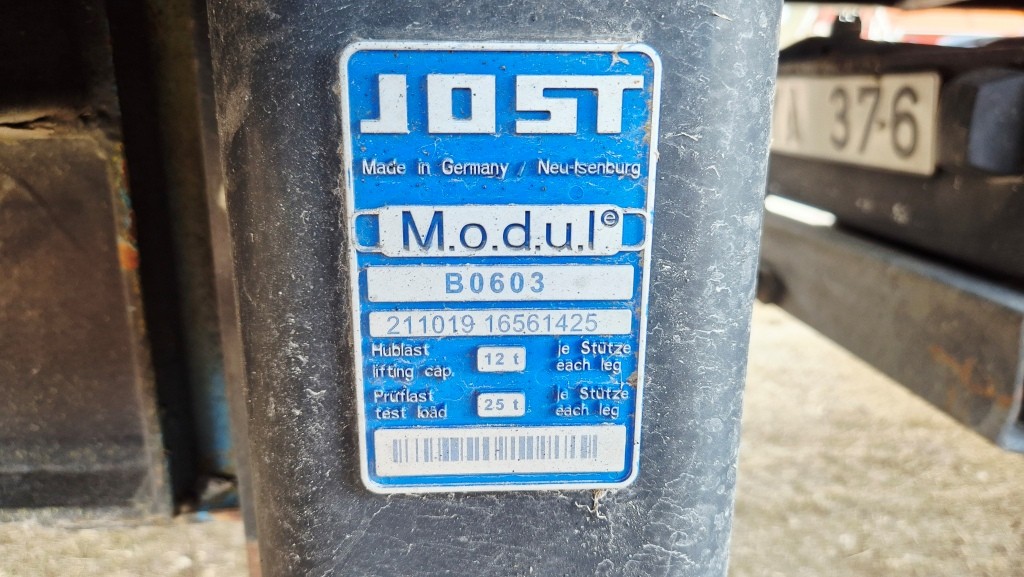 JOST
Made in Germany / Neu-Isenburg
M.o.d.u.l e
B0603
211019 16561425
Hublast 12 t je Stütze
lifting cap. each leg
Prüflast 25 t je Stütze
test load each leg
A 37-6